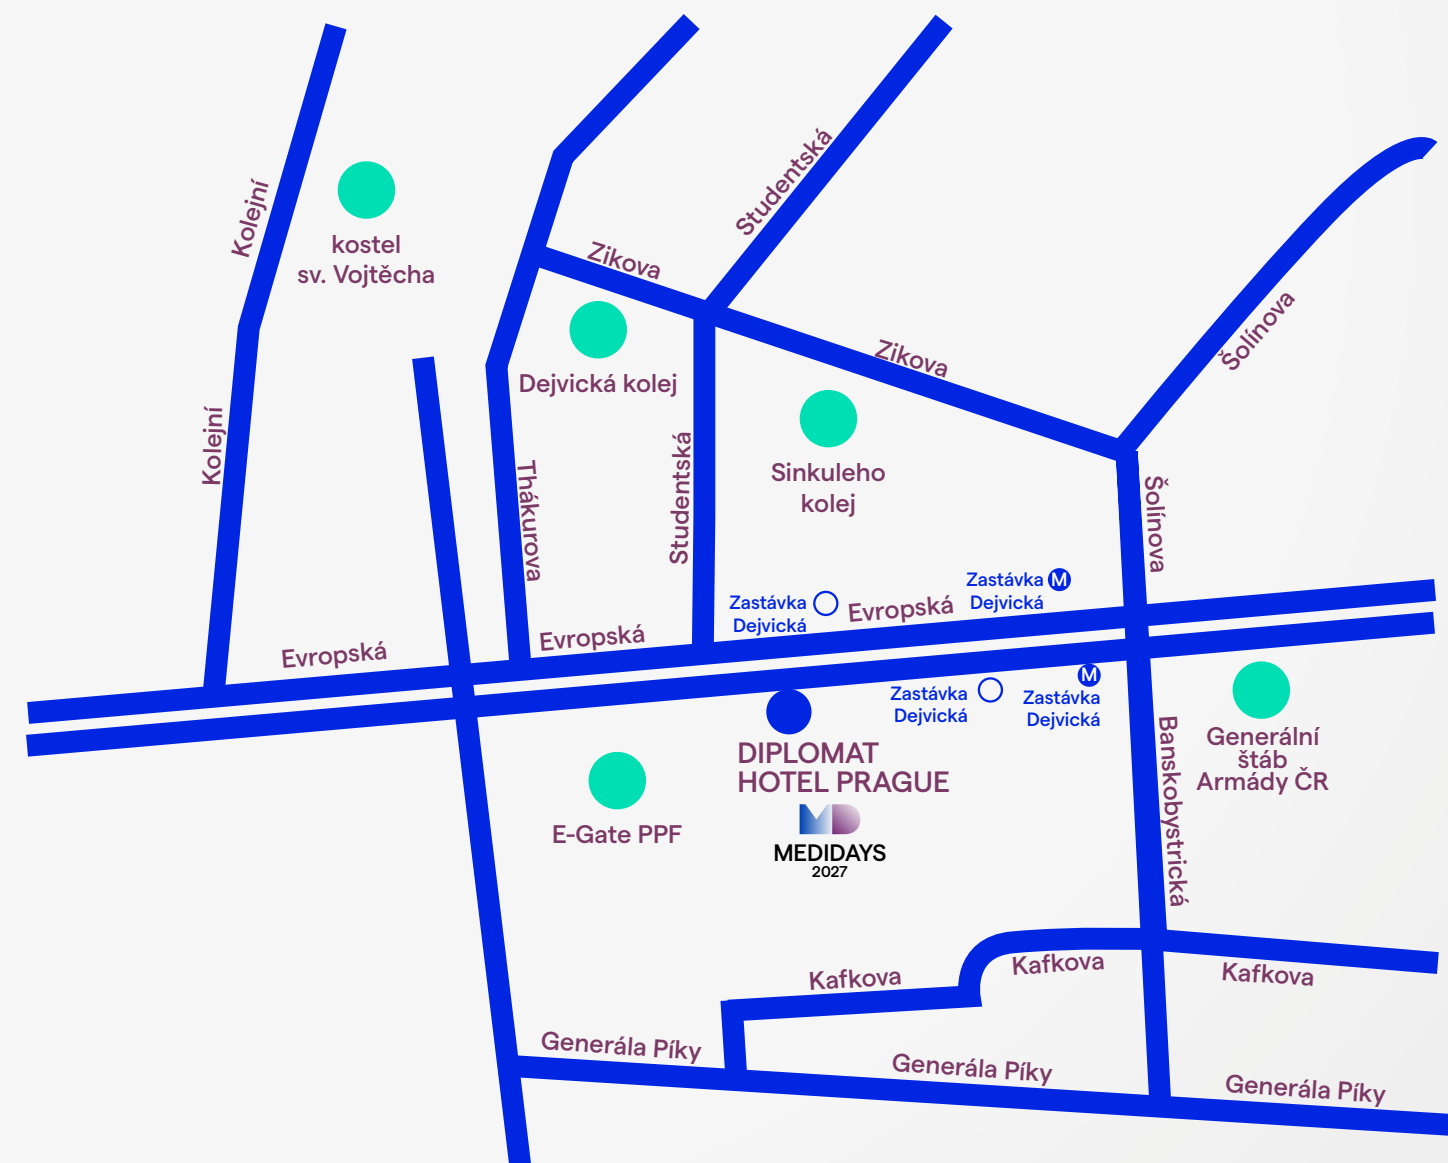 Studentská
Kolejní
kostel
sv. Vojtěcha
Zikova
Šolínova
Zikova
Dejvická kolej
Kolejní
Thákurova
Studentská
Sinkuleho
kolej
Šolínova
Zastávka M
Dejvická
Zastávka
Dejvická
Evropská
Evropská
Evropská
Zastávka
Dejvická
M
Zastávka
Dejvická
Banskobystrická
Generální
štáb
Armády ČR
DIPLOMAT
HOTEL PRAGUE
MEDIDAYS
2027
E-Gate PPF
Kafkova
Kafkova
Kafkova
Generála Píky
Generála Píky
Generála Píky